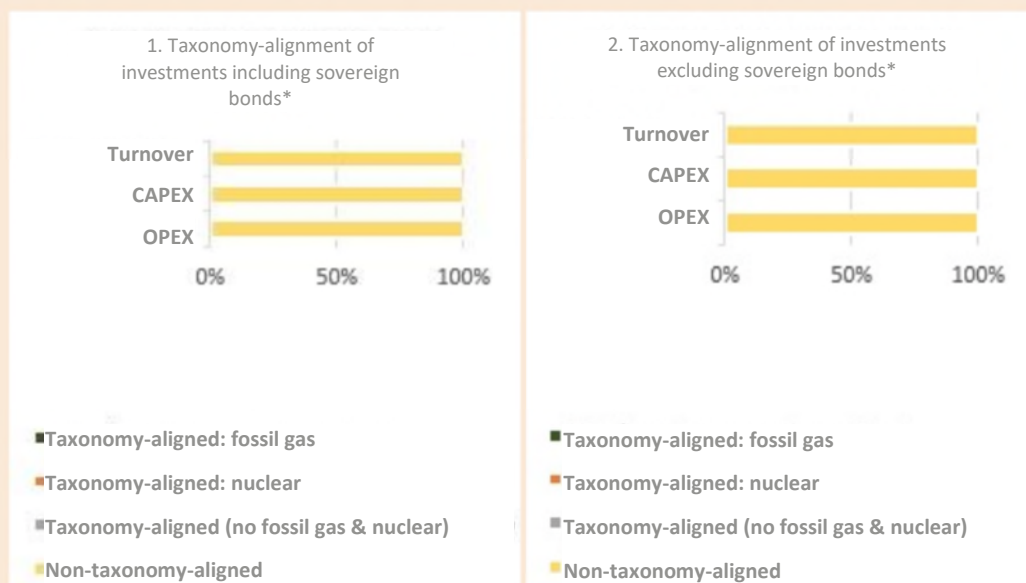 1. Taxonomy-alignment of
investments including sovereign
bonds*
Turnover
CAPEX
OPEX
0% 50% 100%
Taxonomy-aligned: fossil gas
Taxonomy-aligned: nuclear
Taxonomy-aligned (no fossil gas & nuclear)
Non-taxonomy-aligned
2. Taxonomy-alignment of investments
excluding sovereign bonds*
Turnover
CAPEX
OPEX
0% 50% 100%
Taxonomy-aligned: fossil gas
Taxonomy-aligned: nuclear
Taxonomy-aligned (no fossil gas & nuclear)
Non-taxonomy-aligned